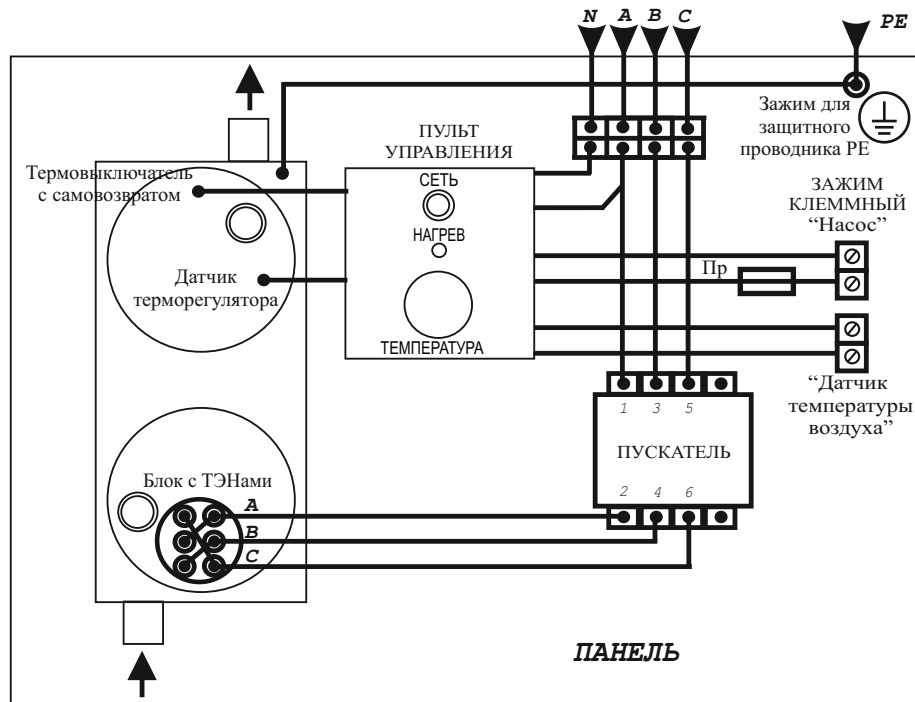 N A B C PE
Зажим для
защитного
проводника PE
ПУЛЬТ
УПРАВЛЕНИЯ
Термовыключатель
с самовозвратом
СЕТЬ
НАГРЕВ
ТЕМПЕРАТУРА
ЗАЖИМ
КЛЕММНЫЙ
“Насос”
Пр
Датчик
терморегулятора
“Датчик
температуры
воздуха”
1 3 5
ПУСКАТЕЛЬ
2 4 6
Блок с ТЭНами
A
B
C
ПАНЕЛЬ